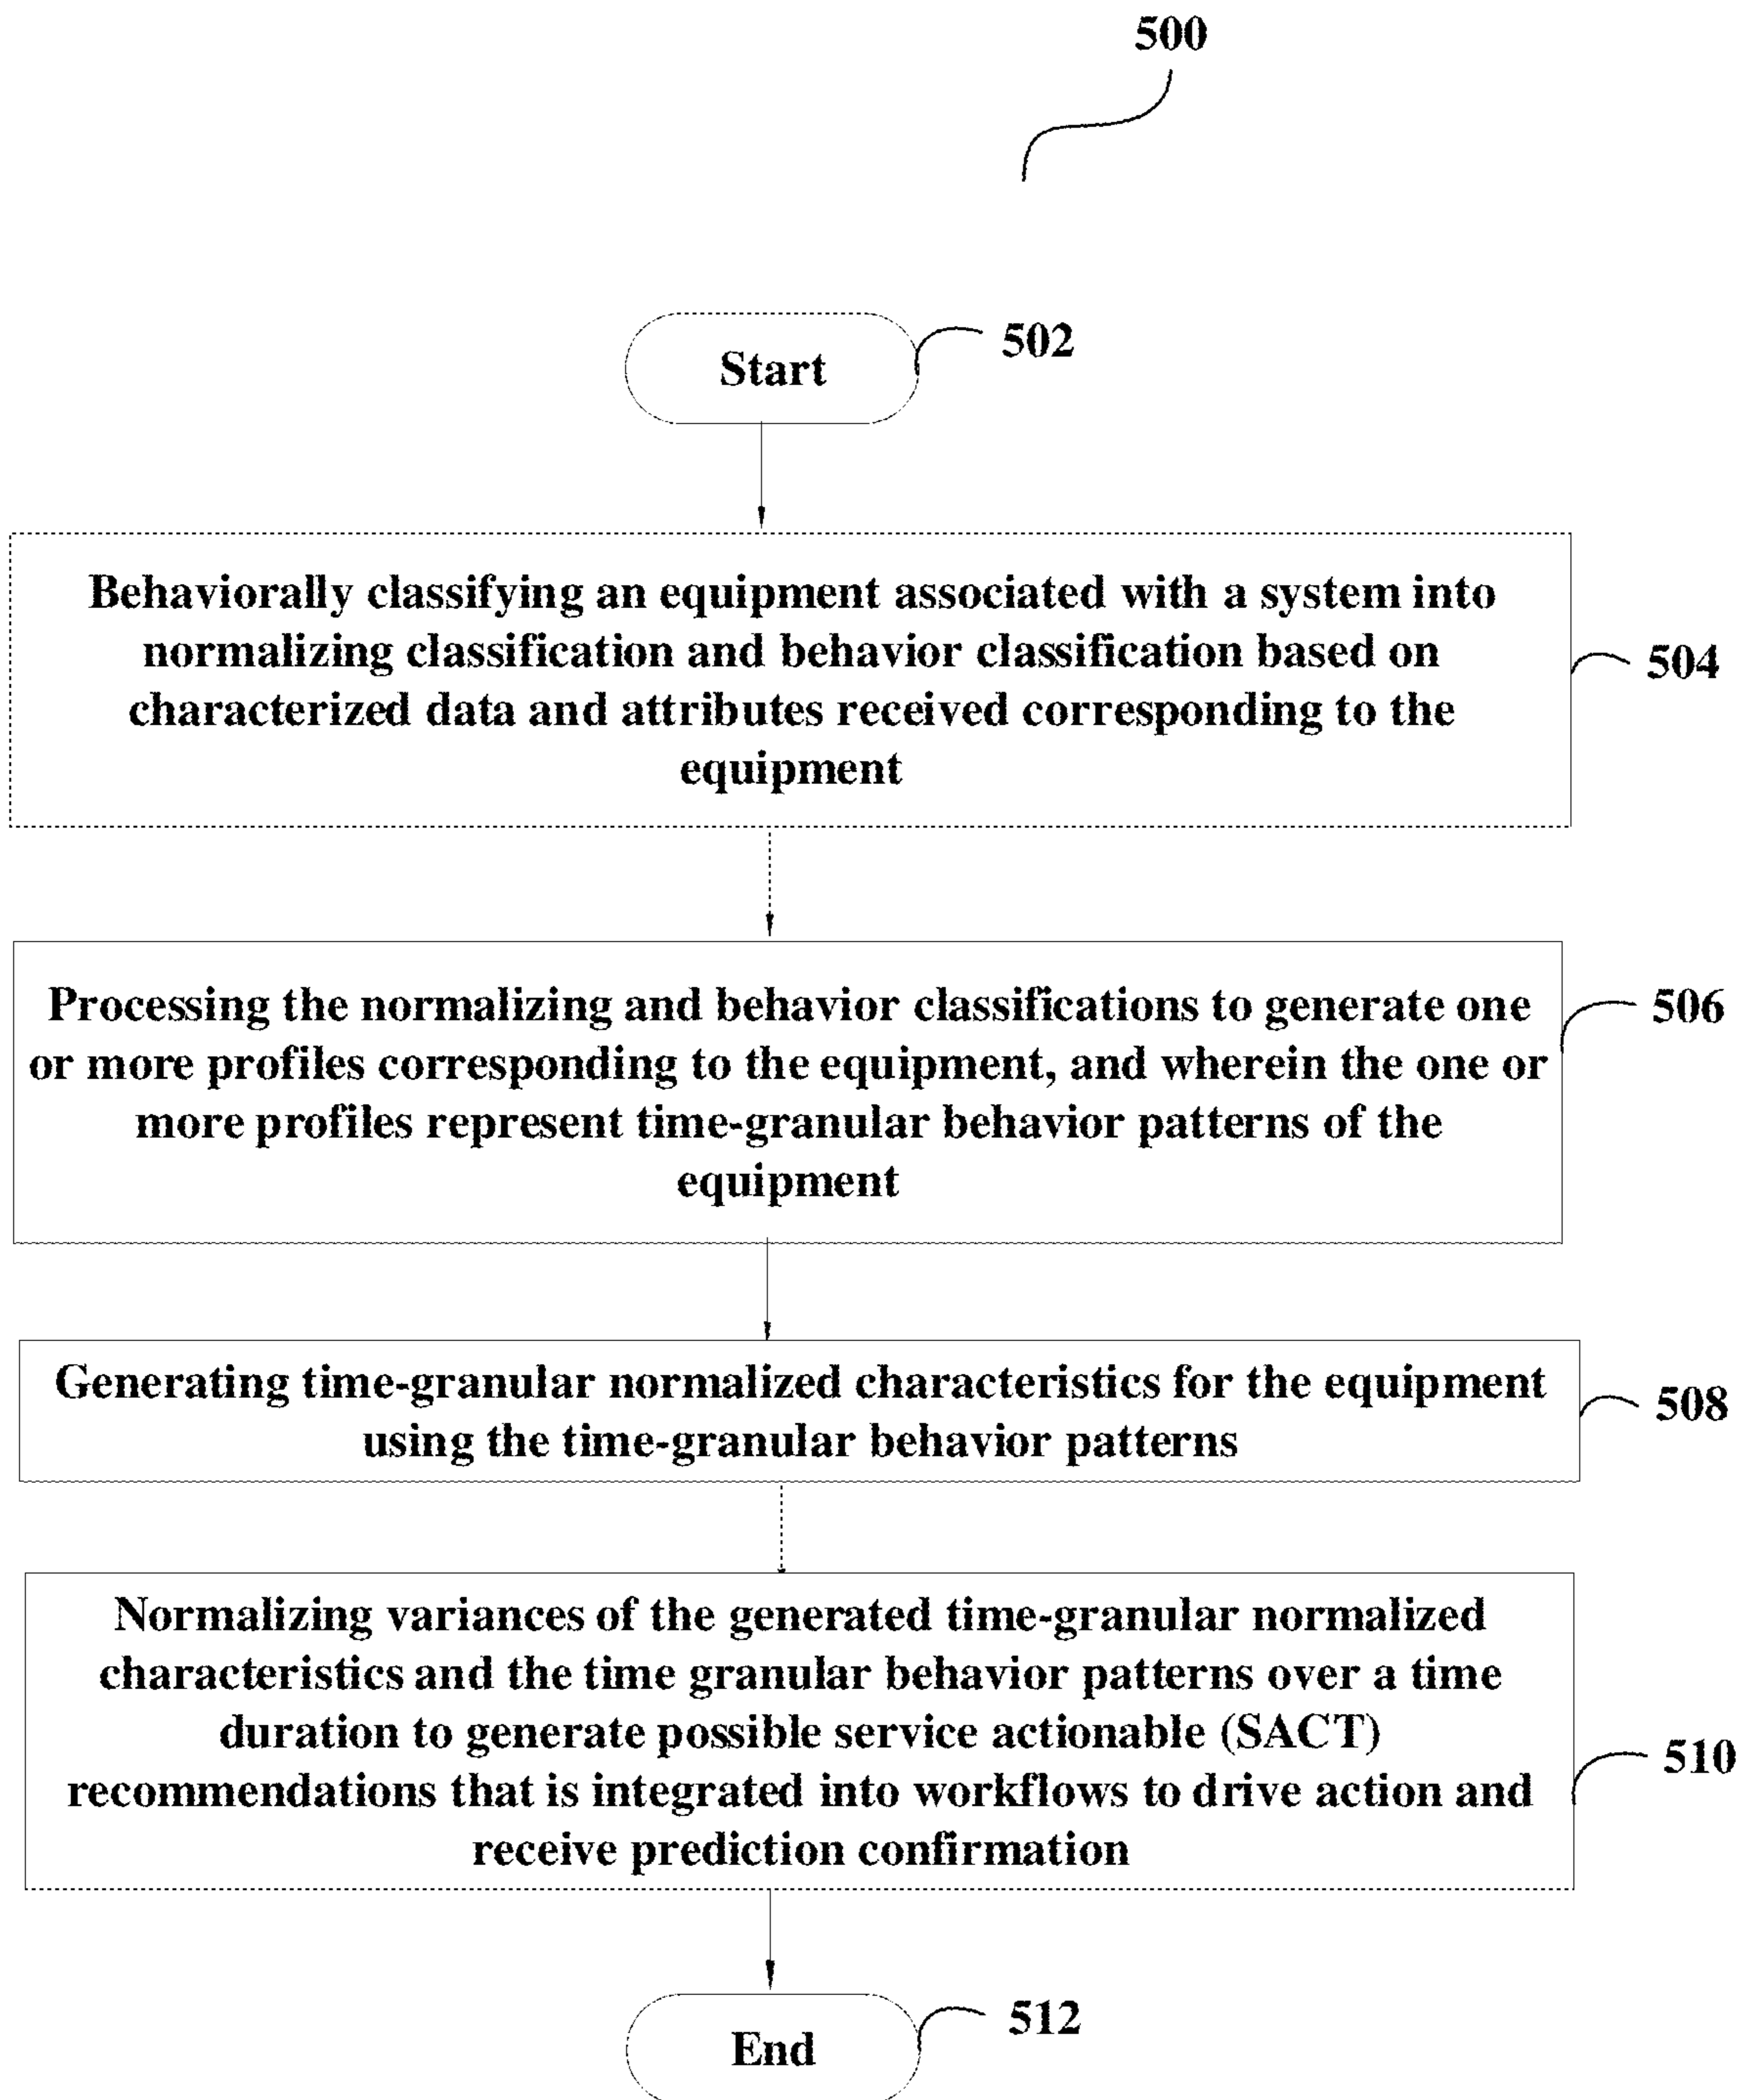 500
Start
502
Behaviorally classifying an equipment associated with a system into
normalizing classification and behavior classification based on
characterized data and attributes received corresponding to the
equipment
504
Processing the normalizing and behavior classifications to generate one
or more profiles corresponding to the equipment, and wherein the one or
more profiles represent time-granular behavior patterns of the
equipment
506
Generating time-granular normalized characteristics for the equipment
using the time-granular behavior patterns
508
Normalizing variances of the generated time-granular normalized
characteristics and the time granular behavior patterns over a time
duration to generate possible service actionable (SACT)
recommendations that is integrated into workflows to drive action and
receive prediction confirmation
510
End
512